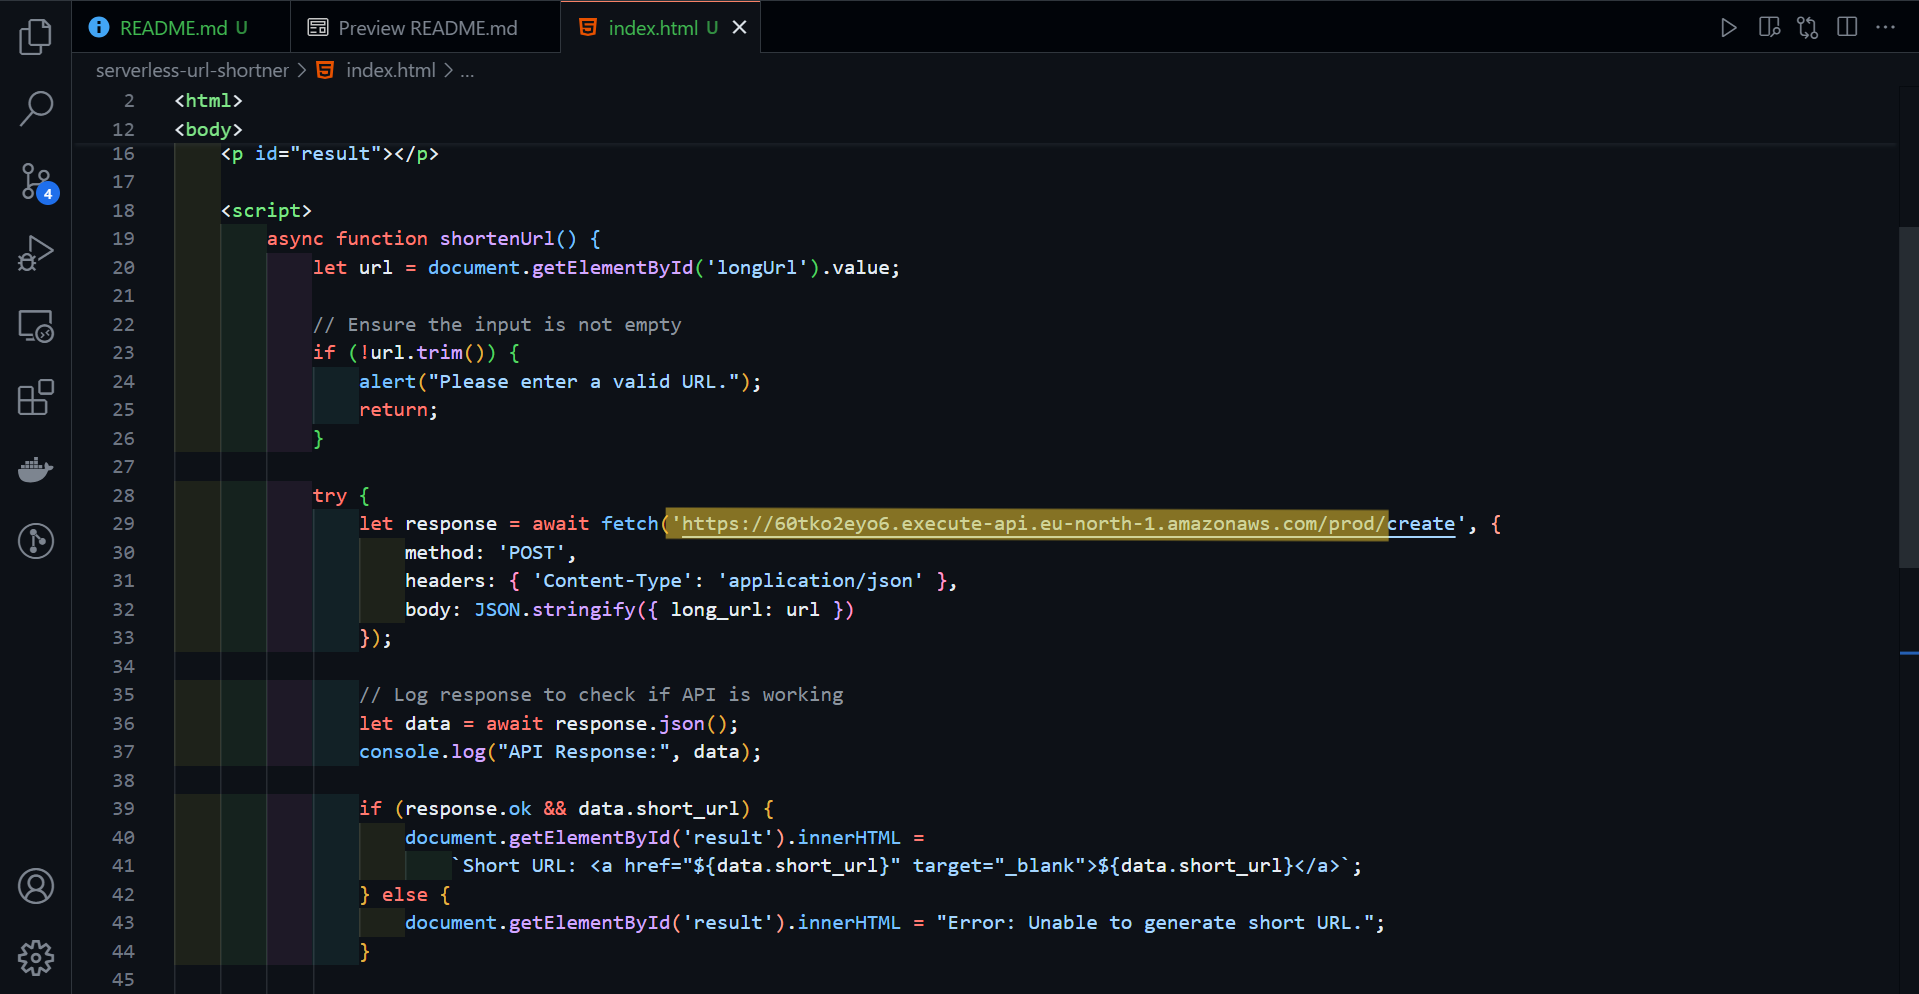 README.md U
Preview README.md
index.html U
serverless-url-shortner > index.html > ...
2 <html>
12 <body>
16 <p id="result"></p>
17
18 <script>
19 async function shortenUrl() {
20 let url = document.getElementById('longUrl').value;
21
22 // Ensure the input is not empty
23 if (!url.trim()) {
24 alert("Please enter a valid URL.");
25 return;
26 }
27
28 try {
29 let response = await fetch('https://60tko2eyo6.execute-api.eu-north-1.amazonaws.com/prod/create', {
30 method: 'POST',
31 headers: { 'Content-Type': 'application/json' },
32 body: JSON.stringify({ long_url: url })
33 });
34
35 // Log response to check if API is working
36 let data = await response.json();
37 console.log("API Response:", data);
38
39 if (response.ok && data.short_url) {
40 document.getElementById('result').innerHTML =
41 `Short URL: <a href="${data.short_url}" target="_blank">${data.short_url}</a>`;
42 } else {
43 document.getElementById('result').innerHTML = "Error: Unable to generate short URL.";
44 }
45
4